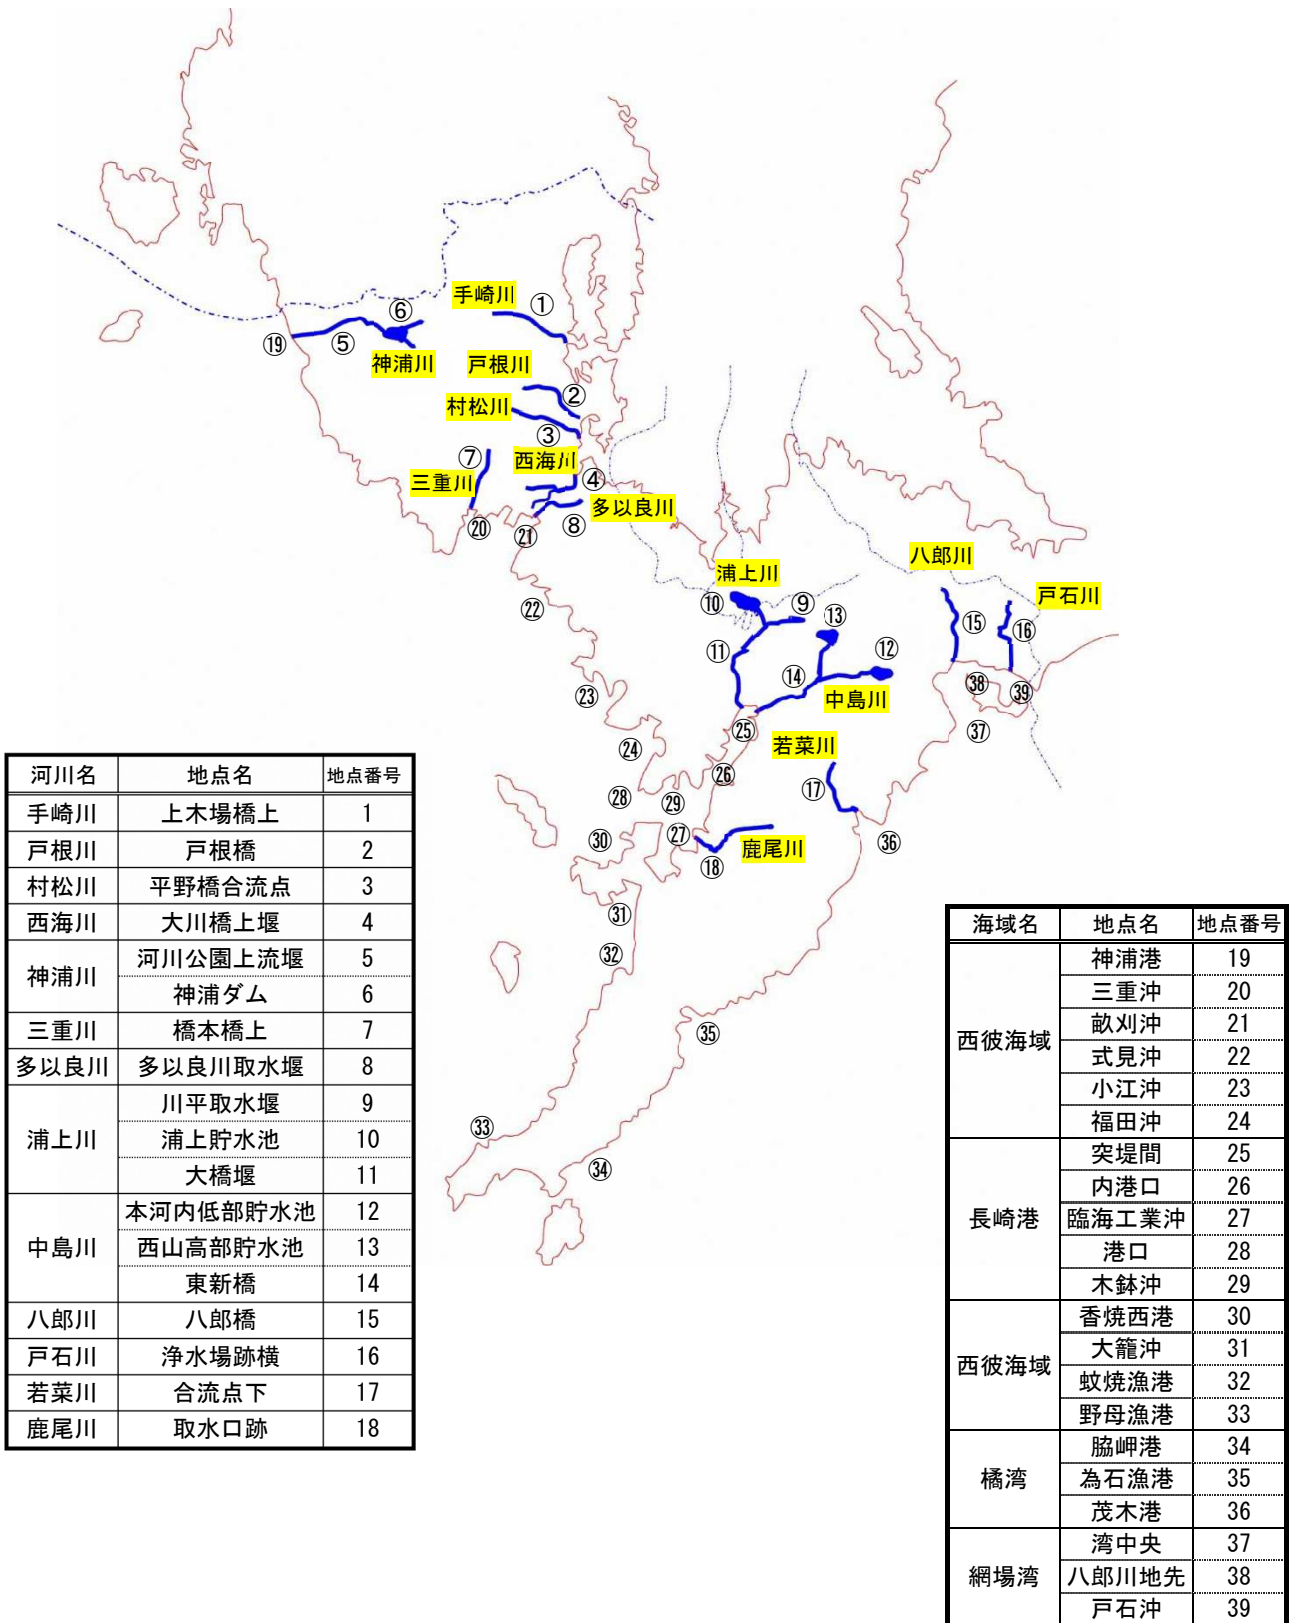 手崎川
①
⑥
⑲
⑤
神浦川
戸根川
②
村松川
③
西海川
⑦
④
三重川
多以良川
⑳
⑧
㉑
八郎川
浦上川
戸石川
⑩
⑨
㉒
⑬
⑮
⑯
⑪
⑫
⑭
㊳
㊴
㉓
中島川
㉕
㊲
㉔
若菜川
㉖
㉘
㉙
⑰
㉗
㉚
鹿尾川
㊱
⑱
㉛
㉜
㉟
㉝
㉞
河川名 地点名 地点番号
手崎川 上木場橋上 1
戸根川 戸根橋 2
村松川 平野橋合流点 3
西海川 大川橋上堰 4
神浦川 河川公園上流堰 5
神浦ダム 6
三重川 橋本橋上 7
多以良川 多以良川取水堰 8
浦上川 川平取水堰 9
浦上貯水池 10
大橋堰 11
中島川 本河内低部貯水池 12
西山高部貯水池 13
東新橋 14
八郎川 八郎橋 15
戸石川 浄水場跡横 16
若菜川 合流点下 17
鹿尾川 取水口跡 18
海域名 地点名 地点番号
西彼海域 神浦港 19
三重沖 20
畝刈沖 21
式見沖 22
小江沖 23
福田沖 24
長崎港 突堤間 25
内港口 26
臨海工業沖 27
港口 28
木鉢沖 29
西彼海域 香焼西港 30
大籠沖 31
蚊焼漁港 32
野母漁港 33
橘湾 脇岬港 34
為石漁港 35
茂木港 36
網場湾 湾中央 37
八郎川地先 38
戸石沖 39